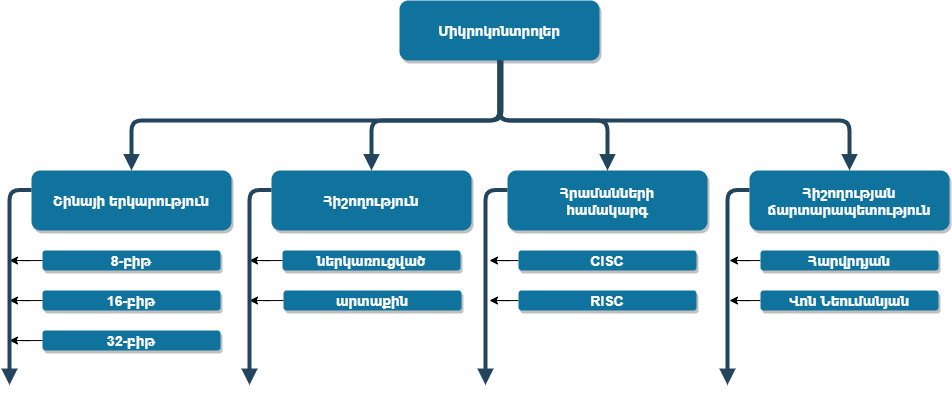 Միկրոկոնտրոլեր
Շինայի երկարություն
8-բիթ
16-բիթ
32-բիթ
Հիշողություն
ներկառուցված
արտաքին
Հրամանների
համակարգ
CISC
RISC
Հիշողության
ճարտարապետություն
Հարվրդյան
Վոն Նեումանյան